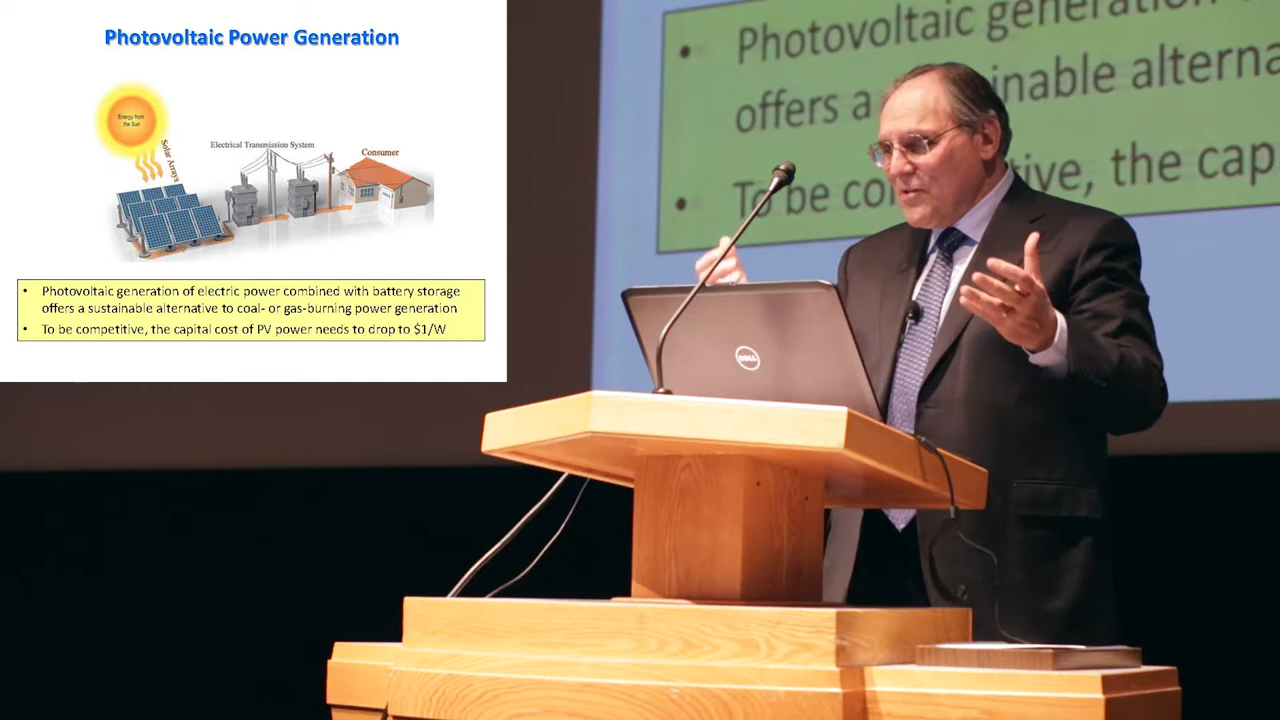 Photovoltaic Power Generation
Energy from
the Sun
Solar Arrays
Electrical Transmission System
Consumer
• Photovoltaic generation of electric power combined with battery storage
offers a sustainable alternative to coal- or gas-burning power generation
• To be competitive, the capital cost of PV power needs to drop to $1/W
• Photovoltaic generation
offers a inable alterna
• To be co ive, the cap
DELL